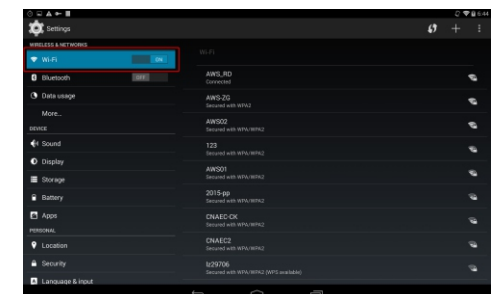 6:44
Settings
WIRELESS & NETWORKS
Wi-Fi
ON
Bluetooth
OFF
Data usage
More...
DEVICE
Sound
Display
Storage
Battery
Apps
PERSONAL
Location
Security
Language & input
Wi-Fi
AWS_RD
Connected
AWS-ZG
Secured with WPA2
AWS02
Secured with WPA/WPA2
123
Secured with WPA/WPA2
AWS01
Secured with WPA/WPA2
2015-pp
Secured with WPA/WPA2
CNAEC-CK
Secured with WPA/WPA2
CNAEC2
Secured with WPA/WPA2
lz29706
Secured with WPA/WPA2 (WPS available)